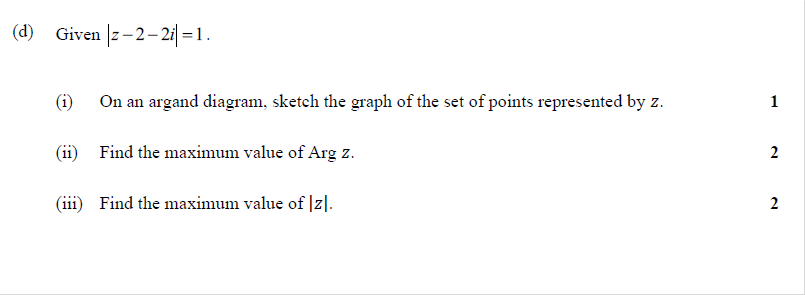 (d) Given |z – 2 – 2i| = 1.
(i) On an argand diagram, sketch the graph of the set of points represented by z. 1
(ii) Find the maximum value of Arg z. 2
(iii) Find the maximum value of |z|. 2